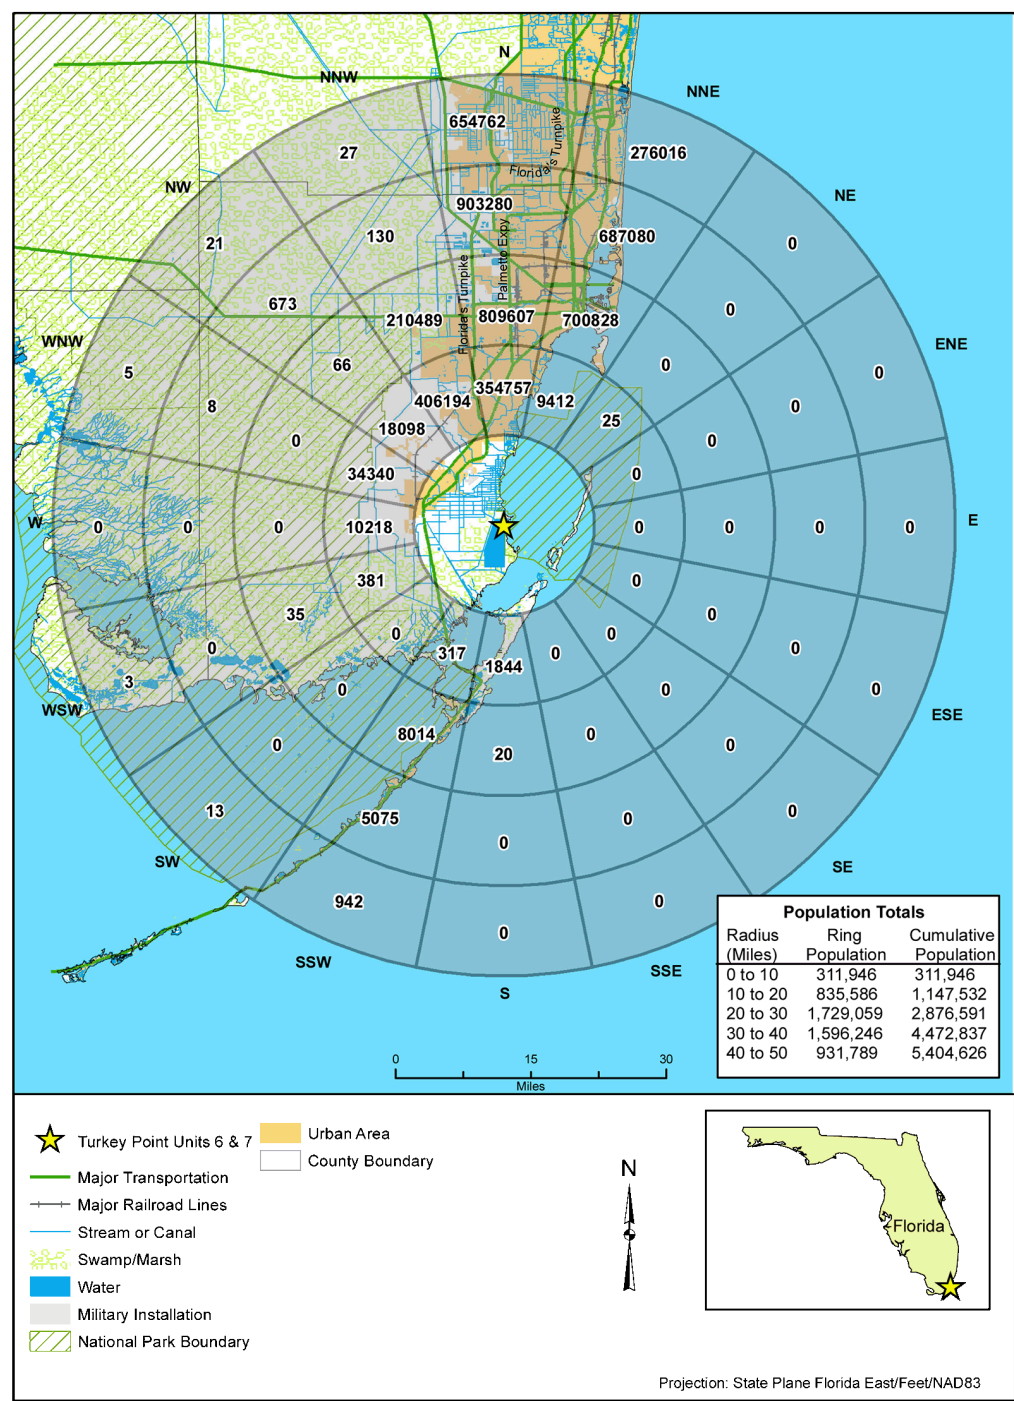 N
NNW
NNE
654762
27
276016
Florida's Turnpike
NW
NE
903280
21
130
687080
0
Palmetto Expy
Florida's Turnpike
673
210489
809607
700828
0
WNW
ENE
5
66
0
0
8
406194
354757
9412
0
18098
25
0
0
34340
0
W
0
0
0
10218
0
0
0
0
E
381
0
35
0
0
0
0
317
1844
0
0
3
0
0
0
WSW
ESE
0
8014
20
0
0
13
5075
0
0
0
SW
SE
942
0
0
SSW
SSE
S
Population Totals
Radius Ring Cumulative
(Miles) Population Population
0 to 10 311,946 311,946
10 to 20 835,586 1,147,532
20 to 30 1,729,059 2,876,591
30 to 40 1,596,246 4,472,837
40 to 50 931,789 5,404,626
0 15 30
Miles
Turkey Point Units 6 & 7
Major Transportation
Major Railroad Lines
Stream or Canal
Swamp/Marsh
Water
Military Installation
National Park Boundary
Urban Area
County Boundary
N
Florida
Projection: State Plane Florida East/Feet/NAD83